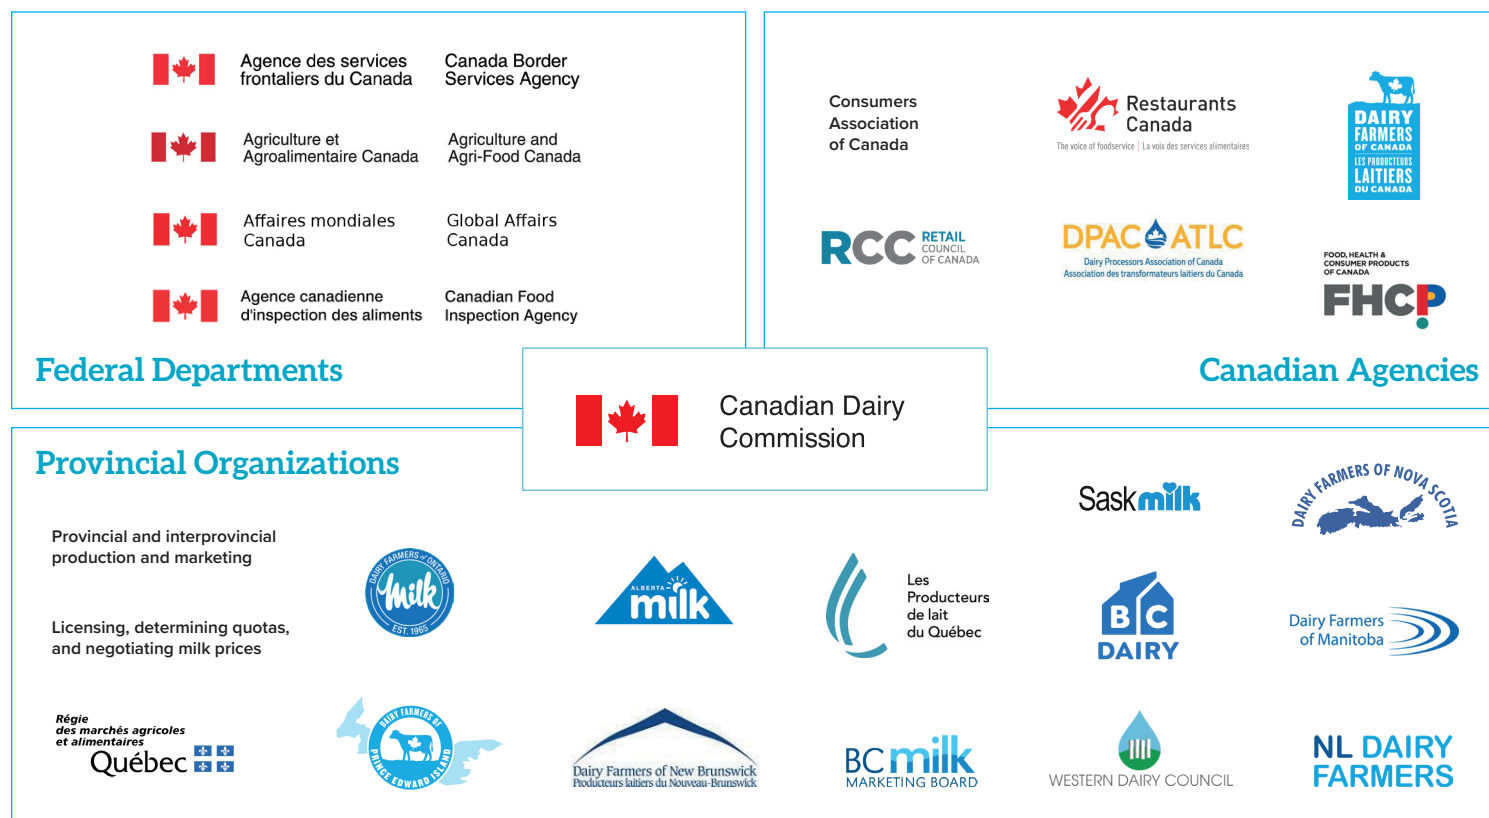 Agence des services
frontaliers du Canada
Canada Border
Services Agency
Agriculture et
Agroalimentaire Canada
Agriculture and
Agri-Food Canada
Affaires mondiales
Canada
Global Affairs
Canada
Agence canadienne
d'inspection des aliments
Canadian Food
Inspection Agency
Federal Departments
Consumers
Association
of Canada
Restaurants
Canada
The voice of foodservice | La voix des services alimentaires
DAIRY
FARMERS
OF CANADA
LES PRODUCTEURS
LAITIERS
DU CANADA
RCC
RETAIL
COUNCIL
OF CANADA
DPAC ATLC
Dairy Processors Association of Canada
Association des transformateurs laitiers du Canada
FOOD, HEALTH &
CONSUMER PRODUCTS
OF CANADA
FHCP
Canadian Agencies
Canadian Dairy
Commission
Provincial Organizations
Provincial and interprovincial
production and marketing
Licensing, determining quotas,
and negotiating milk prices
Saskmilk
DAIRY FARMERS OF NOVA SCOTIA
DAIRY FARMERS of ONTARIO
Milk
EST. 1965
ALBERTA
milk
Les
Producteurs
de lait
du Québec
BC
DAIRY
Dairy Farmers
of Manitoba
Régie
des marchés agricoles
et alimentaires
Québec
DAIRY FARMERS OF
PRINCE EDWARD ISLAND
Dairy Farmers of New Brunswick
Producteurs laitiers du Nouveau-Brunswick
BC milk
MARKETING BOARD
WESTERN DAIRY COUNCIL
NL DAIRY
FARMERS